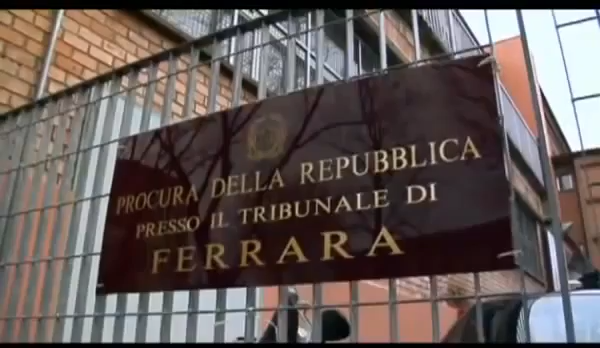 PROCURA DELLA REPUBBLICA
PRESSO IL TRIBUNALE DI
FERRARA